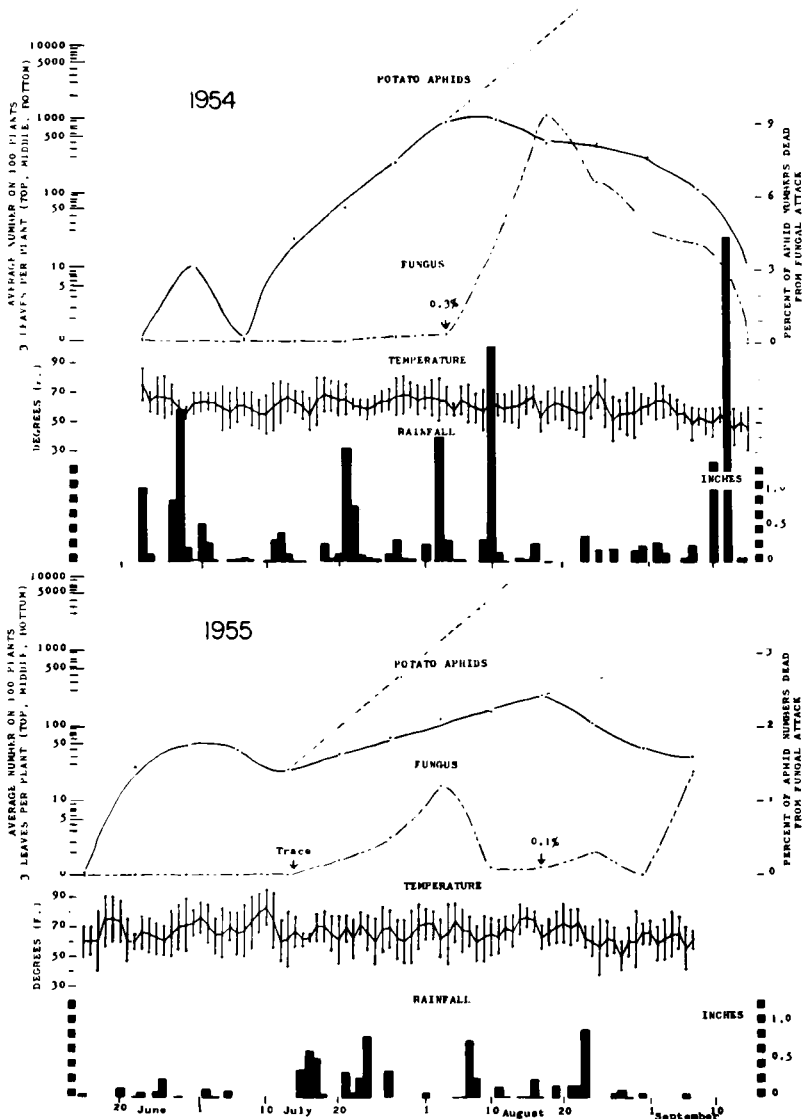 1954
10000
5000
1000
500
100
50
10
5
0
AVERAGE NUMBER ON 100 PLANTS
3 LEAVES PER PLANT (TOP, MIDDLE, BOTTOM)
POTATO APHIDS
FUNGUS
0.3%
9
6
3
0
PERCENT OF APHID NUMBERS DEAD
FROM FUNGAL ATTACK
TEMPERATURE
90
70
50
30
DEGREES (F.)
RAINFALL
INCHES
1.0
0.5
0
1955
10000
5000
1000
500
100
50
10
5
0
AVERAGE NUMBER ON 100 PLANTS
3 LEAVES PER PLANT (TOP, MIDDLE, BOTTOM)
POTATO APHIDS
FUNGUS
Trace
0.1%
3
2
1
0
PERCENT OF APHID NUMBERS DEAD
FROM FUNGAL ATTACK
TEMPERATURE
90
70
50
30
DEGREES (F.)
RAINFALL
INCHES
1.0
0.5
0
20 June 1 10 July 20 1 10 August 20 1 September 10